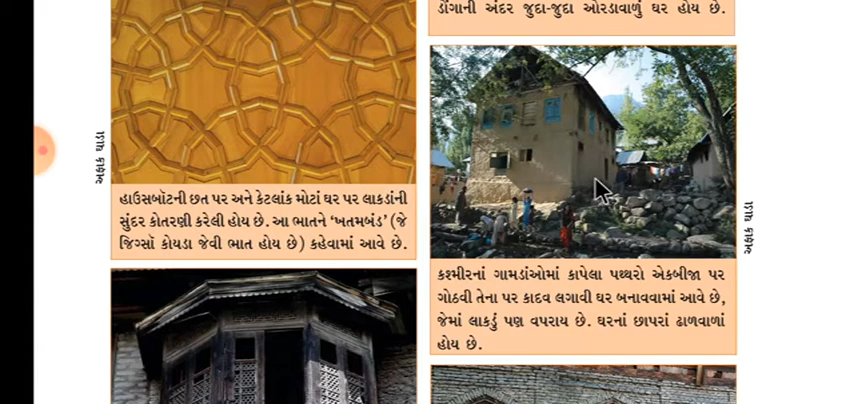 ડોંગાની અંદર જુદા-જુદા ઓરડાવાળું ઘર હોય છે.
અફાક ઘાડા
હાઉસબૉટની છત પર અને કેટલાંક મોટાં ઘર પર લાકડાંની
સુંદર કોતરણી કરેલી હોય છે. આ ભાતને ‘ખતમબંડ’ (જે
જિગ્સૉ કોયડા જેવી ભાત હોય છે) કહેવામાં આવે છે.
અફાક ઘાડા
કશ્મીરનાં ગામડાંઓમાં કાપેલા પથ્થરો એકબીજા પર
ગોઠવી તેના પર કાદવ લગાવી ઘર બનાવવામાં આવે છે,
જેમાં લાકડું પણ વપરાય છે. ઘરનાં છાપરાં ઢાળવાળાં
હોય છે.